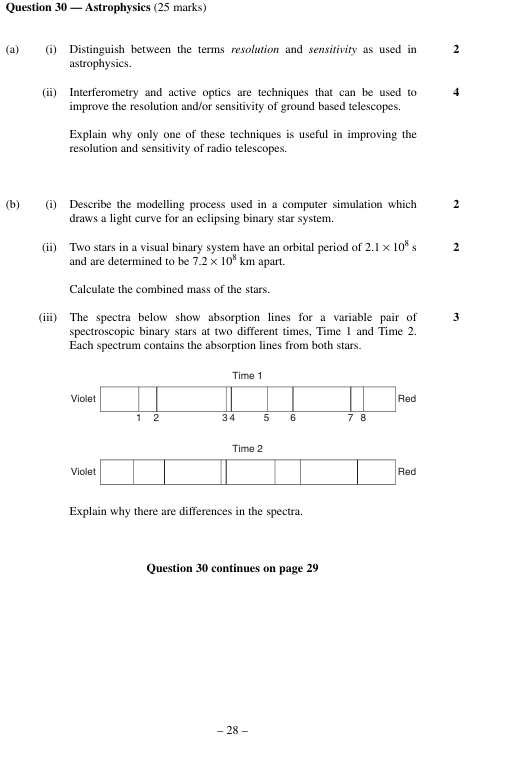 Question 30 — Astrophysics (25 marks)
(a) (i) Distinguish between the terms resolution and sensitivity as used in 2
astrophysics.
(ii) Interferometry and active optics are techniques that can be used to 4
improve the resolution and/or sensitivity of ground based telescopes.
Explain why only one of these techniques is useful in improving the
resolution and sensitivity of radio telescopes.
(b) (i) Describe the modelling process used in a computer simulation which 2
draws a light curve for an eclipsing binary star system.
(ii) Two stars in a visual binary system have an orbital period of 2.1 × 10⁸ s 2
and are determined to be 7.2 × 10⁸ km apart.
Calculate the combined mass of the stars.
(iii) The spectra below show absorption lines for a variable pair of 3
spectroscopic binary stars at two different times, Time 1 and Time 2.
Each spectrum contains the absorption lines from both stars.
Time 1
Violet Red
1 2 3 4 5 6 7 8
Time 2
Violet Red
Explain why there are differences in the spectra.
Question 30 continues on page 29
– 28 –